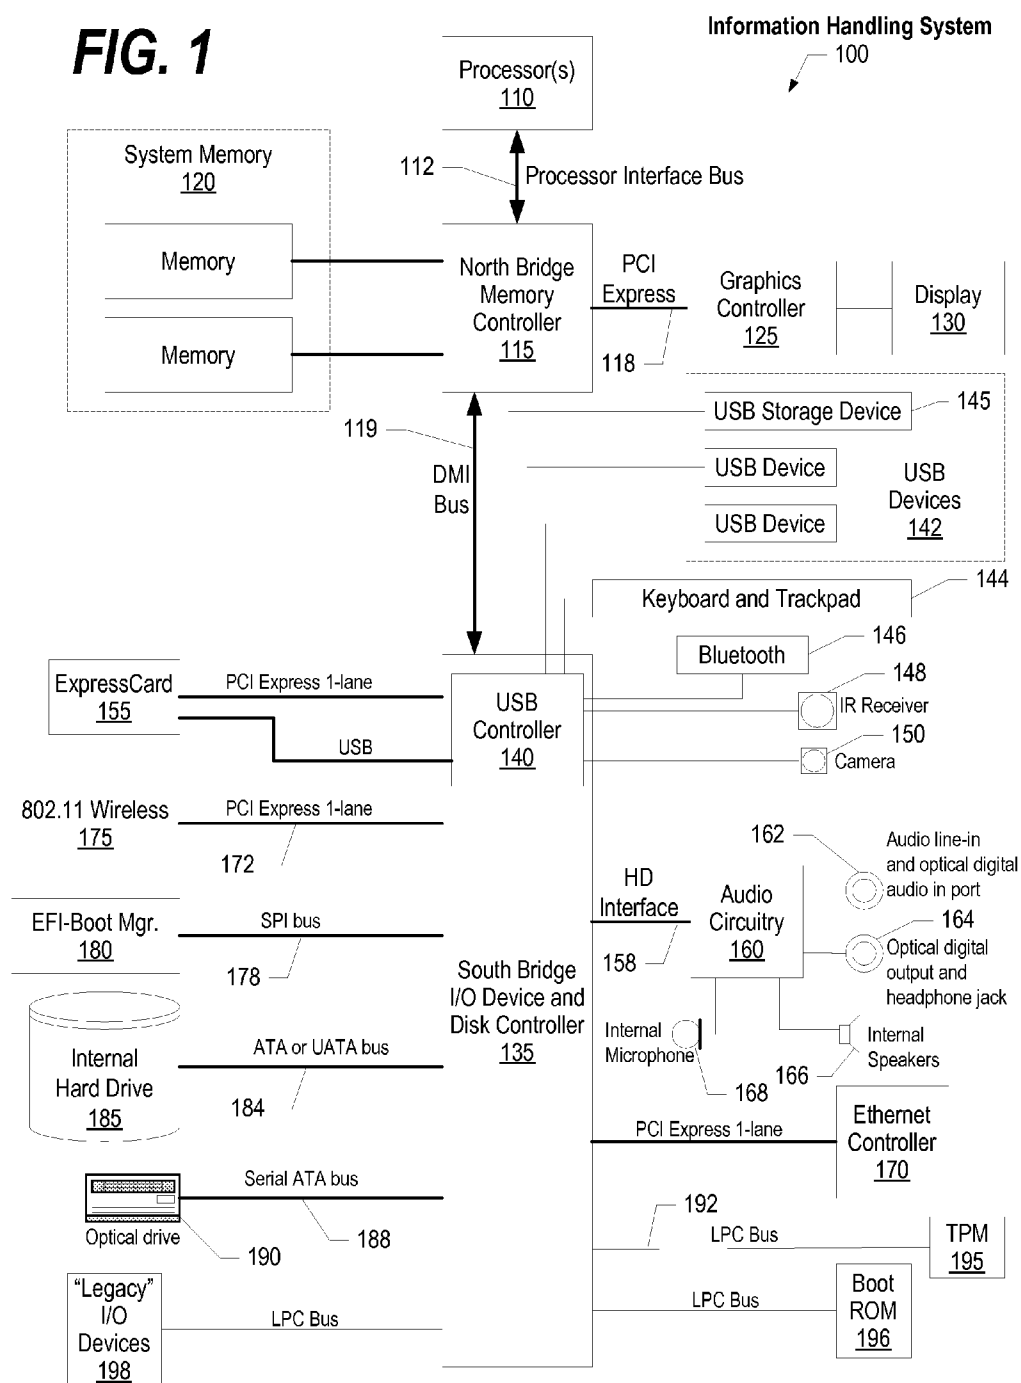 FIG. 1
Information Handling System
100
Processor(s)
110
112
Processor Interface Bus
System Memory
120
Memory
Memory
North Bridge
Memory
Controller
115
PCI
Express
118
Graphics
Controller
125
Display
130
119
DMI
Bus
USB Storage Device
145
USB Device
USB Device
USB
Devices
142
Keyboard and Trackpad
144
Bluetooth
146
148
IR Receiver
150
Camera
ExpressCard
155
PCI Express 1-lane
USB
USB
Controller
140
802.11 Wireless
175
PCI Express 1-lane
172
EFI-Boot Mgr.
180
SPI bus
178
Internal
Hard Drive
185
ATA or UATA bus
184
South Bridge
I/O Device and
Disk Controller
135
HD
Interface
158
Audio
Circuitry
160
162
Audio line-in
and optical digital
audio in port
164
Optical digital
output and
headphone jack
Internal
Microphone
168
Internal
Speakers
166
PCI Express 1-lane
Ethernet
Controller
170
Serial ATA bus
188
Optical drive
190
192
LPC Bus
TPM
195
"Legacy"
I/O
Devices
198
LPC Bus
LPC Bus
Boot
ROM
196